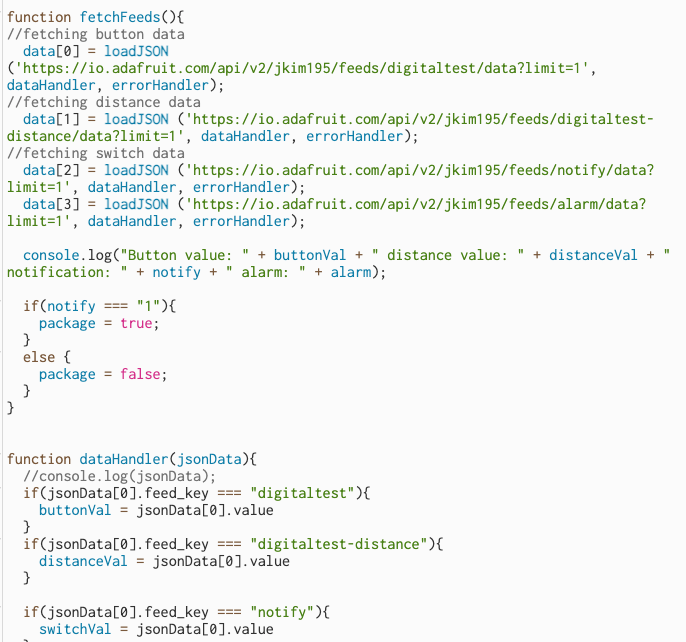 function fetchFeeds(){
//fetching button data
  data[0] = loadJSON
('https://io.adafruit.com/api/v2/jkim195/feeds/digitaltest/data?limit=1',
dataHandler, errorHandler);
//fetching distance data
  data[1] = loadJSON ('https://io.adafruit.com/api/v2/jkim195/feeds/digitaltest-
distance/data?limit=1', dataHandler, errorHandler);
//fetching switch data
  data[2] = loadJSON ('https://io.adafruit.com/api/v2/jkim195/feeds/notify/data?
limit=1', dataHandler, errorHandler);
  data[3] = loadJSON ('https://io.adafruit.com/api/v2/jkim195/feeds/alarm/data?
limit=1', dataHandler, errorHandler);

  console.log("Button value: " + buttonVal + " distance value: " + distanceVal + "
notification: " + notify + " alarm: " + alarm);

  if(notify === "1"){
    package = true;
  }
  else {
    package = false;
  }
}

function dataHandler(jsonData){
  //console.log(jsonData);
  if(jsonData[0].feed_key === "digitaltest"){
    buttonVal = jsonData[0].value
  }
  if(jsonData[0].feed_key === "digitaltest-distance"){
    distanceVal = jsonData[0].value
  }

  if(jsonData[0].feed_key === "notify"){
    switchVal = jsonData[0].value